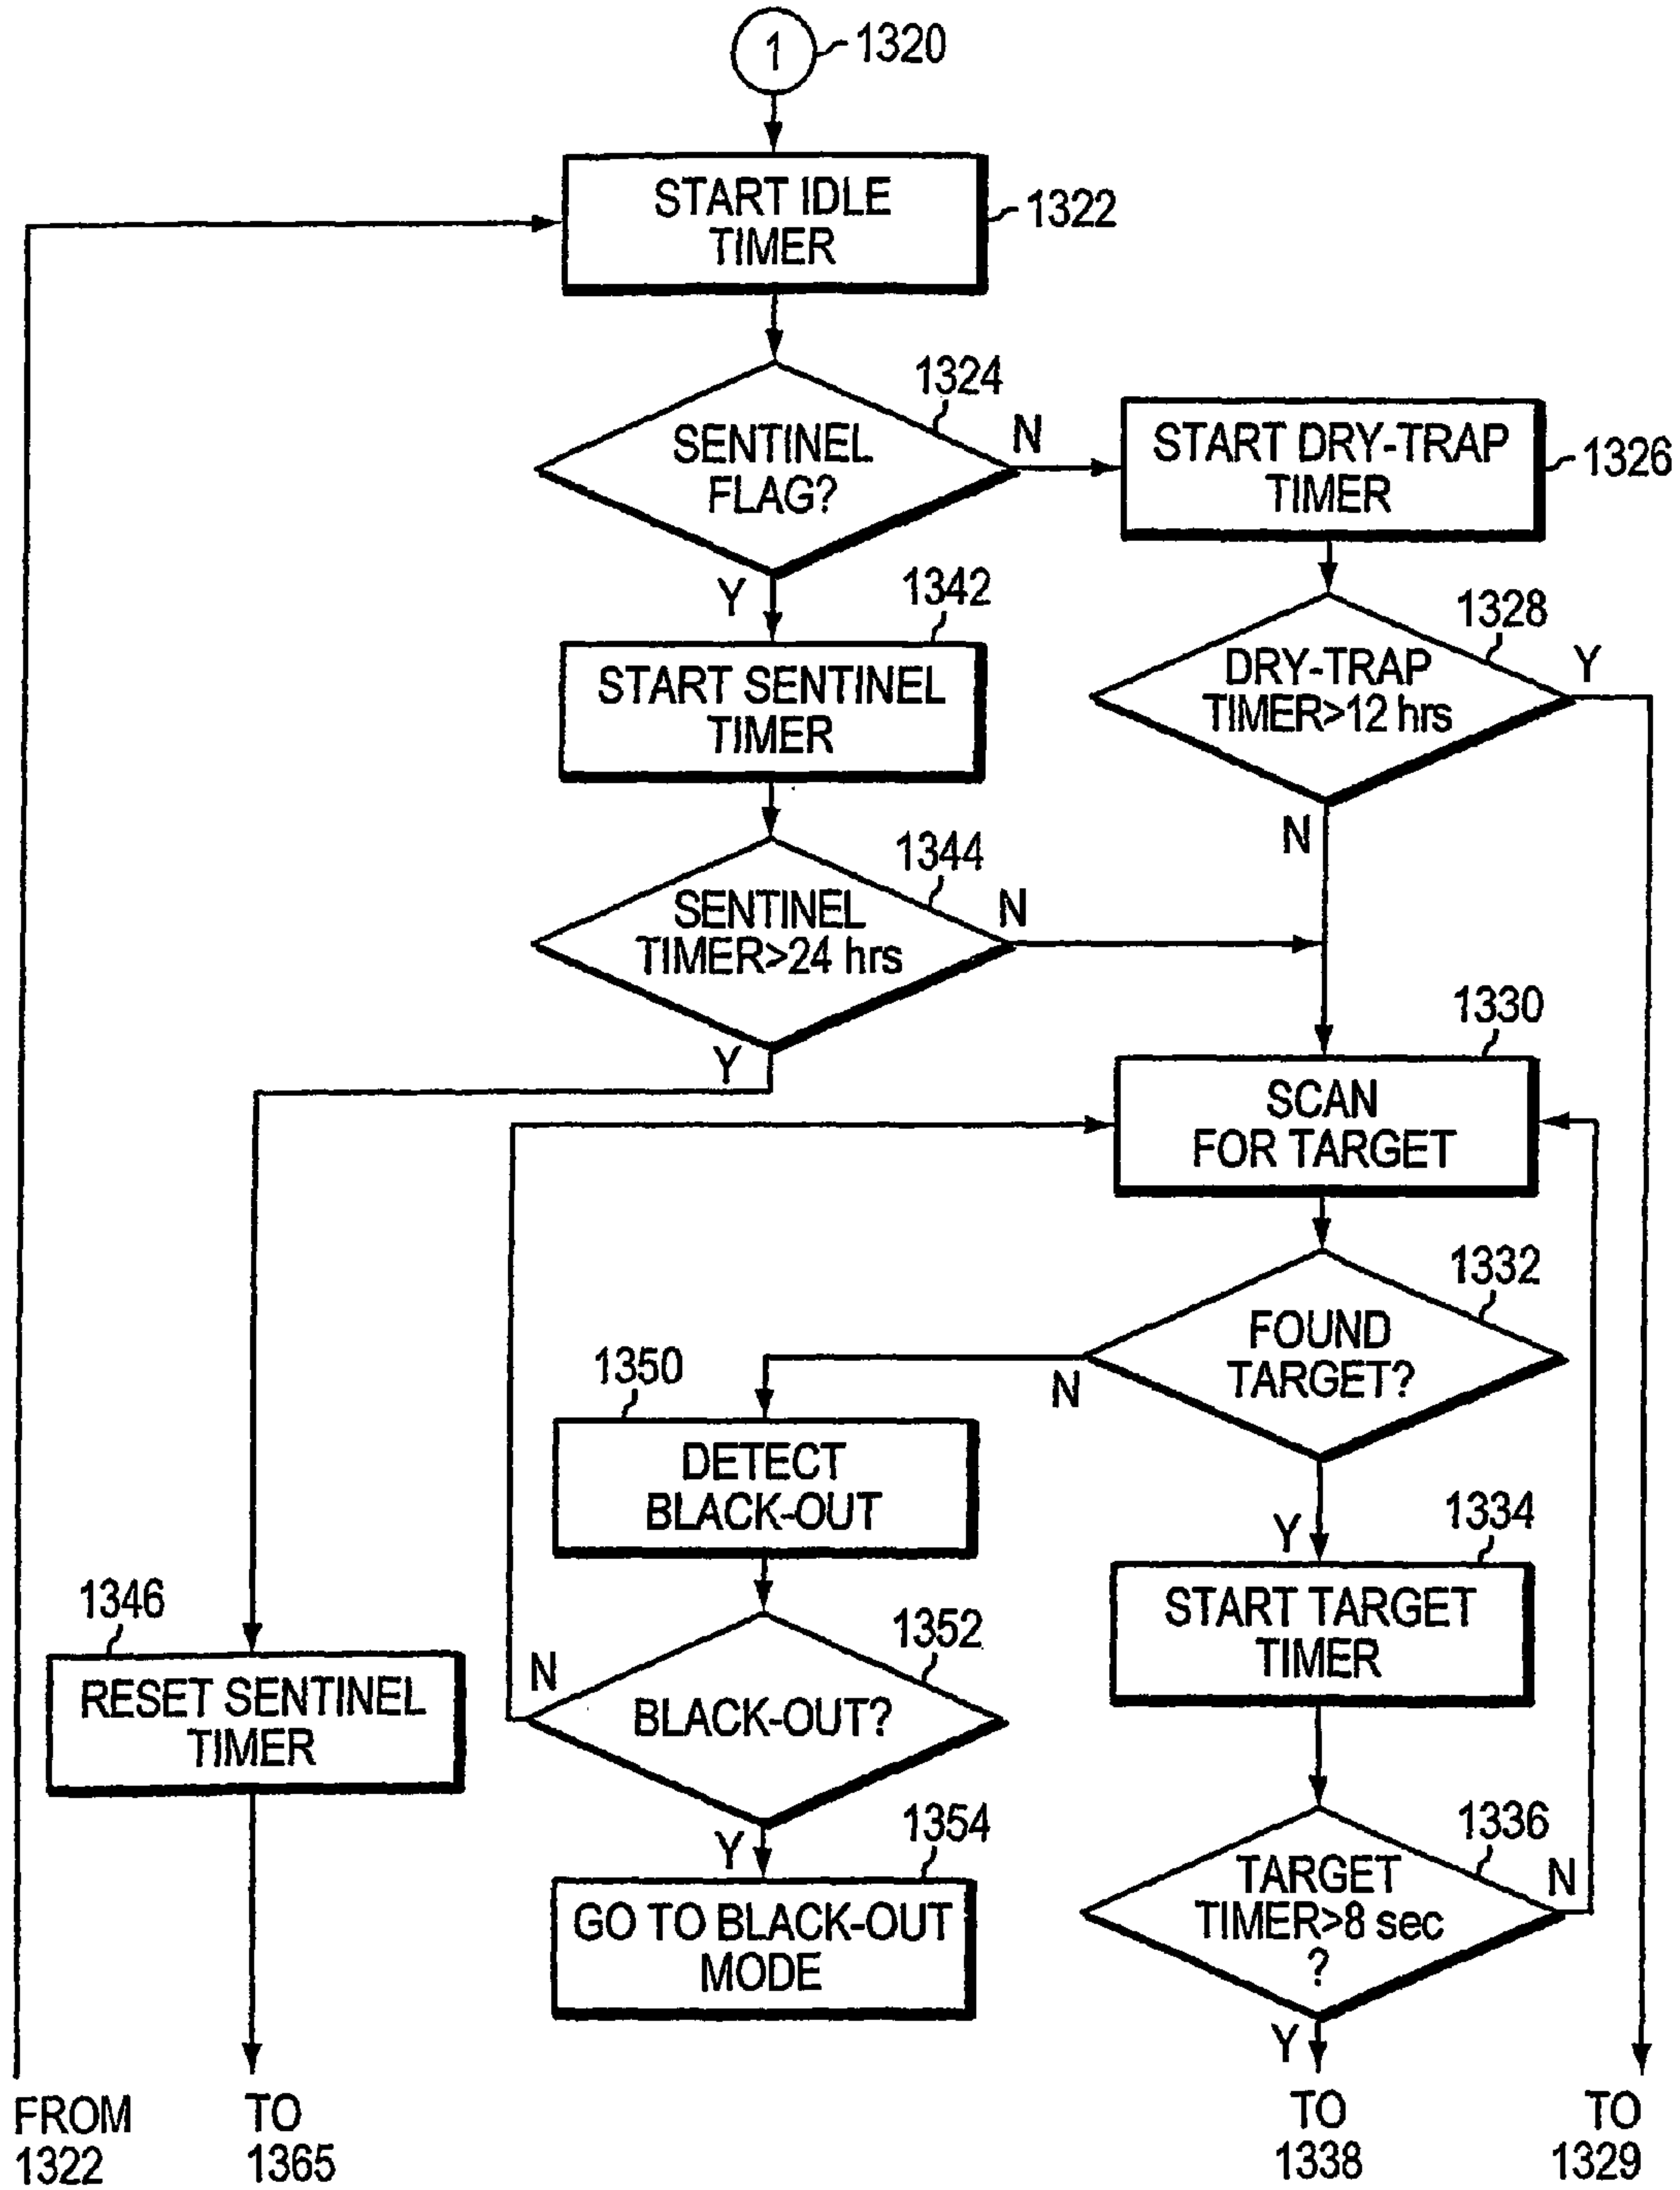 1
1320
START IDLE
TIMER
1322
1324
SENTINEL
FLAG?
N
Y
START DRY-TRAP
TIMER
1326
1342
START SENTINEL
TIMER
1328
DRY-TRAP
TIMER>12 hrs
Y
N
1344
SENTINEL
TIMER>24 hrs
N
Y
1330
SCAN
FOR TARGET
1332
FOUND
TARGET?
N
Y
1350
DETECT
BLACK-OUT
1334
START TARGET
TIMER
1346
RESET SENTINEL
TIMER
1352
BLACK-OUT?
N
Y
1354
GO TO BLACK-OUT
MODE
1336
TARGET
TIMER>8 sec
?
N
Y
FROM
1322
TO
1365
TO
1338
TO
1329